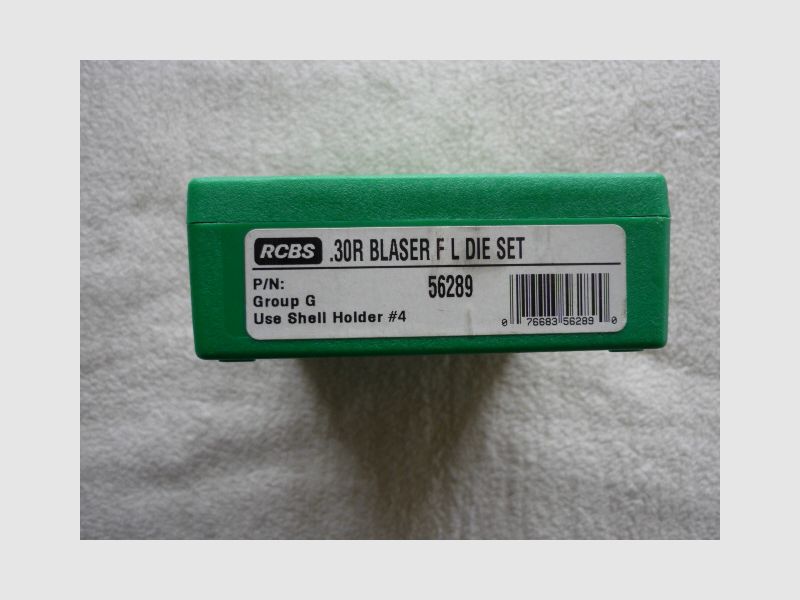 RCBS .30R BLASER F L DIE SET
P/N: 56289
Group G
Use Shell Holder #4
0 76683 56289 0